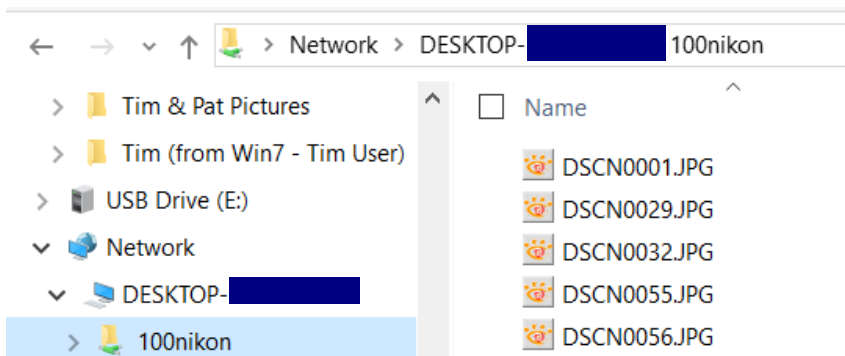 Network > DESKTOP- 100nikon
Tim & Pat Pictures
Tim (from Win7 - Tim User)
USB Drive (E:)
Network
DESKTOP-
100nikon
Name
DSCN0001.JPG
DSCN0029.JPG
DSCN0032.JPG
DSCN0055.JPG
DSCN0056.JPG